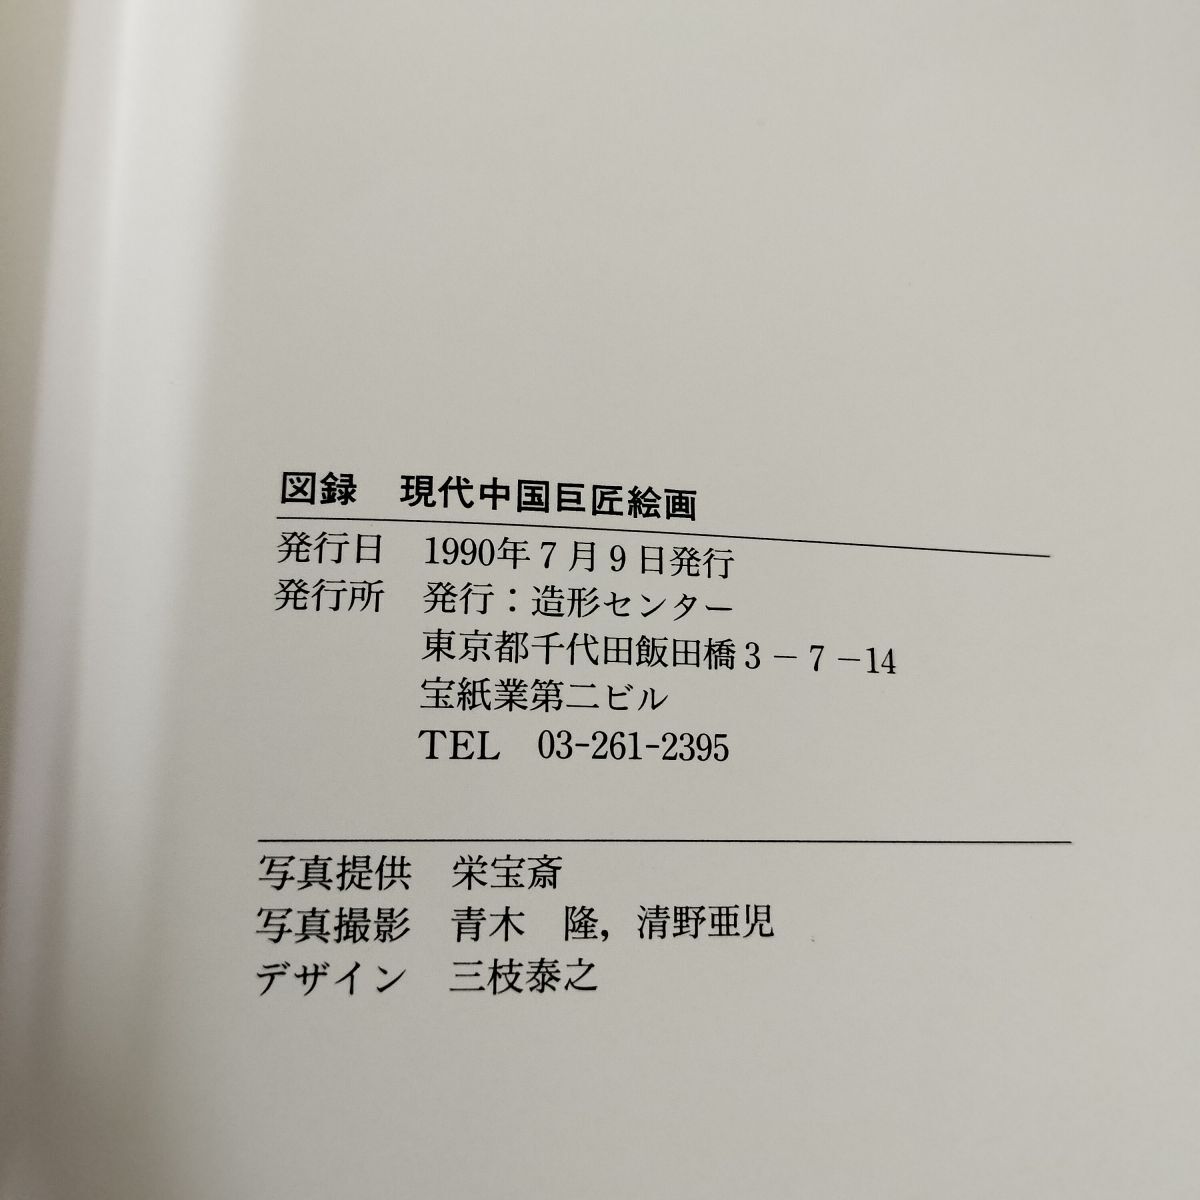 図録　現代中国巨匠絵画
発行日　1990年7月9日発行
発行所　発行：造形センター
東京都千代田飯田橋3－7－14
宝紙業第二ビル
TEL　03-261-2395
写真提供　栄宝斎
写真撮影　青木　隆，清野亜児
デザイン　三枝泰之